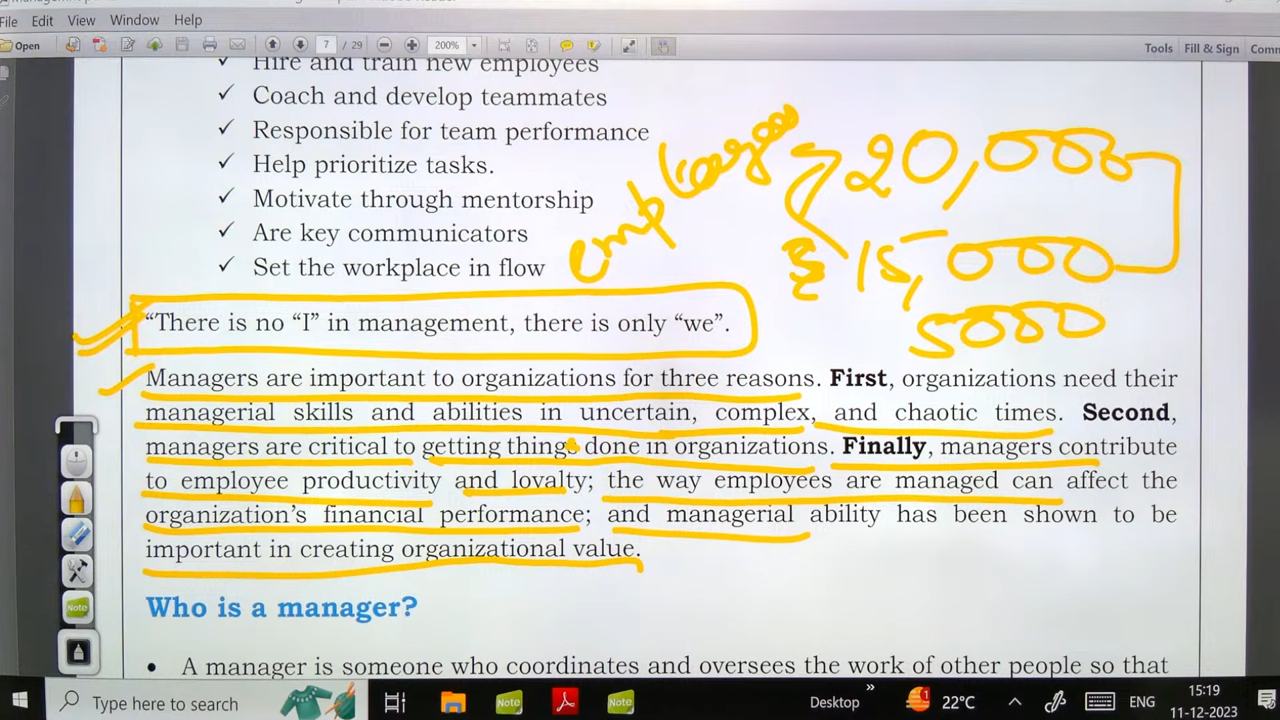 File Edit View Window Help
Open 7 / 29 200% Tools Fill & Sign Comm
✓ Hire and train new employees
✓ Coach and develop teammates
✓ Responsible for team performance
✓ Help prioritize tasks.
✓ Motivate through mentorship
✓ Are key communicators
✓ Set the workplace in flow
20,000
15,000
5000
“There is no “I” in management, there is only “we”.
Managers are important to organizations for three reasons. First, organizations need their
managerial skills and abilities in uncertain, complex, and chaotic times. Second,
managers are critical to getting things done in organizations. Finally, managers contribute
to employee productivity and loyalty; the way employees are managed can affect the
organization’s financial performance; and managerial ability has been shown to be
important in creating organizational value.
Who is a manager?
• A manager is someone who coordinates and oversees the work of other people so that
Note
Type here to search Note Note Desktop 1 22°C ENG 15:19
11-12-2023